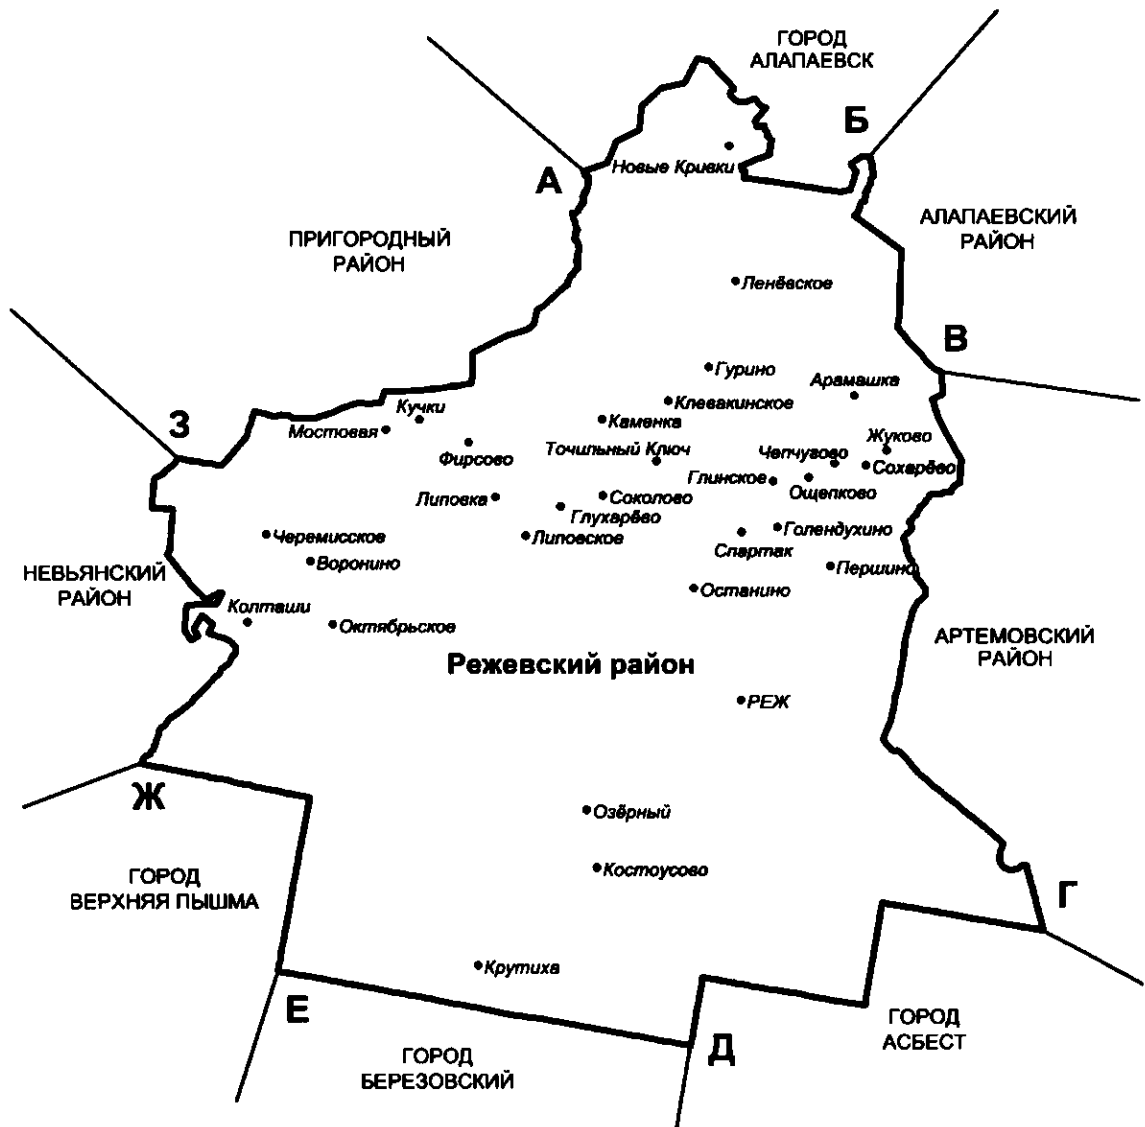 ГОРОД
АЛАПАЕВСК
Б
Новые Кривки
А
АЛАПАЕВСКИЙ
РАЙОН
ПРИГОРОДНЫЙ
РАЙОН
Ленёвское
В
Гурино
Арамашка
Клевакинское
Кучки
Каменка
З
Мостовая
Жуково
Фирсово
Точильный Ключ
Чепчугово
Сохарёво
Глинское
Ощепково
Липовка
Соколово
Глухарёво
Голендухино
Черемисское
Липовское
Спартак
Воронино
Першино
НЕВЬЯНСКИЙ
РАЙОН
Останино
Колташи
Октябрьское
АРТЕМОВСКИЙ
РАЙОН
Режевский район
РЕЖ
Ж
Озёрный
Костоусово
ГОРОД
ВЕРХНЯЯ ПЫШМА
Г
Крутиха
Е
ГОРОД
АСБЕСТ
Д
ГОРОД
БЕРЕЗОВСКИЙ